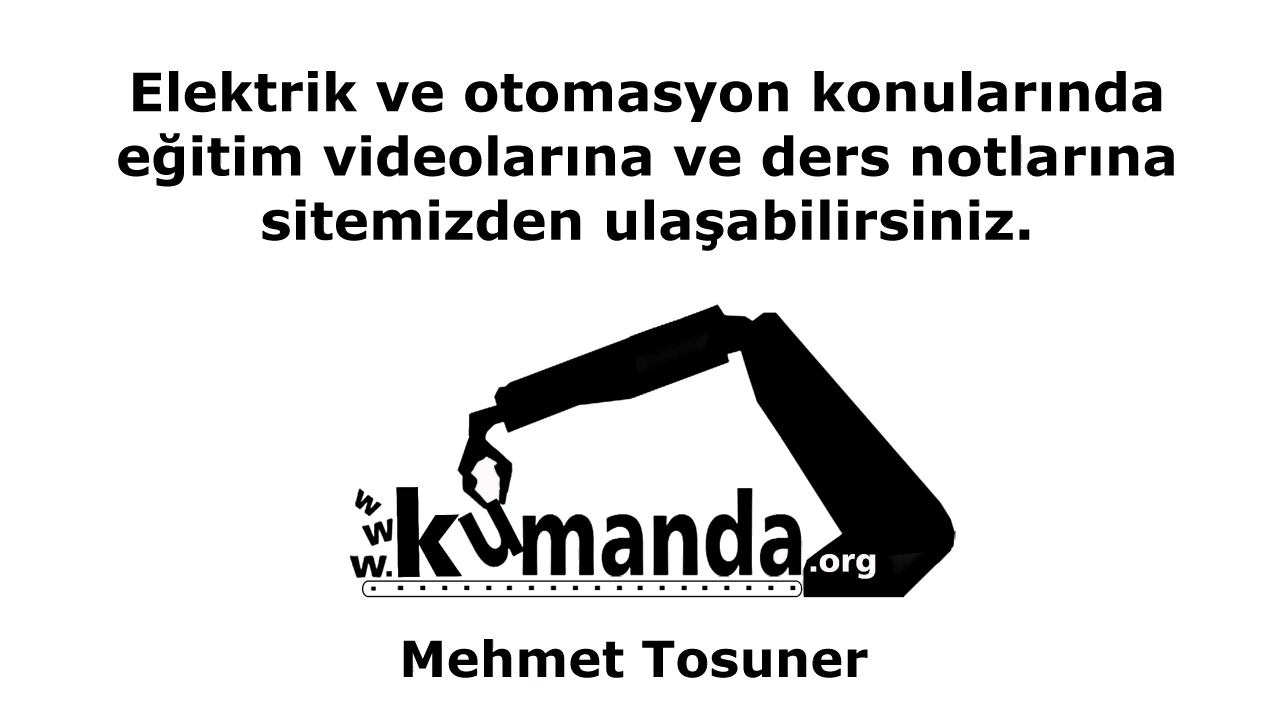 Elektrik ve otomasyon konularında
eğitim videolarına ve ders notlarına
sitemizden ulaşabilirsiniz.
www.kumanda.org
Mehmet Tosuner